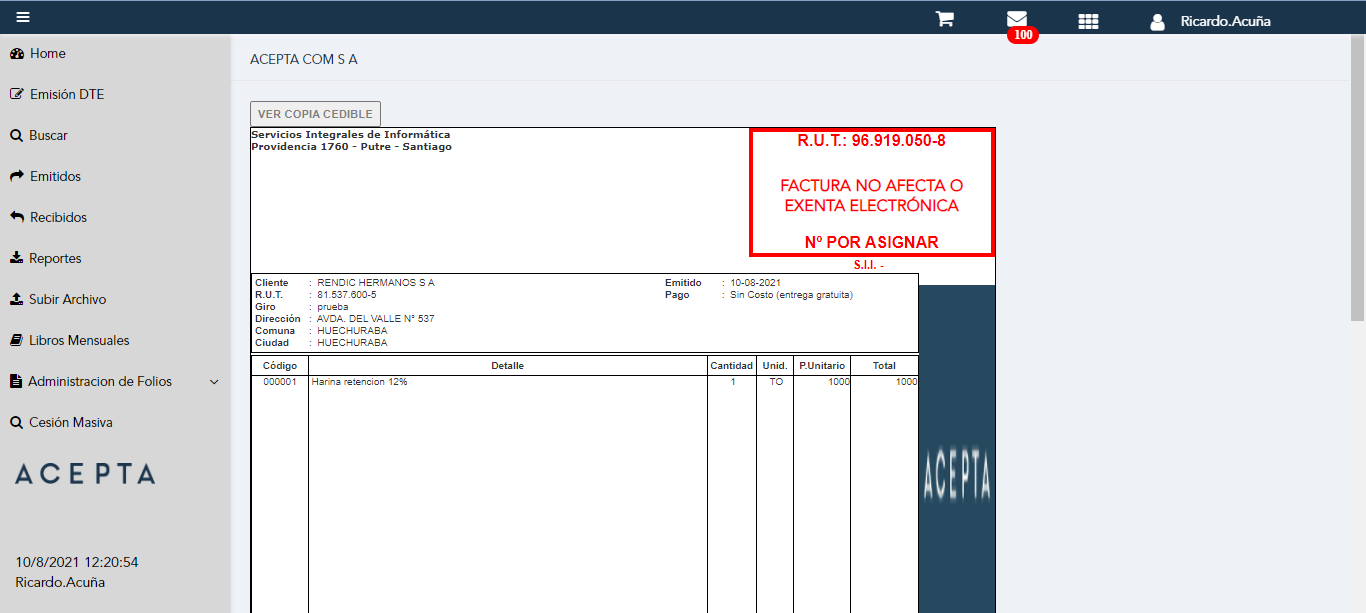 Ricardo.Acuña
100
Home
Emisión DTE
Buscar
Emitidos
Recibidos
Reportes
Subir Archivo
Libros Mensuales
Administracion de Folios
Cesión Masiva
ACEPTA
10/8/2021 12:20:54
Ricardo.Acuña
ACEPTA COM S A
VER COPIA CEDIBLE
Servicios Integrales de Informática
Providencia 1760 - Putre - Santiago
R.U.T.: 96.919.050-8
FACTURA NO AFECTA O
EXENTA ELECTRÓNICA
Nº POR ASIGNAR
S.I.I. -
Cliente : RENDIC HERMANOS S A Emitido : 10-08-2021
R.U.T. : 81.537.600-5 Pago : Sin Costo (entrega gratuita)
Giro : prueba
Dirección : AVDA. DEL VALLE N° 537
Comuna : HUECHURABA
Ciudad : HUECHURABA
Código Detalle Cantidad Unid. P.Unitario Total
000001 Harina retencion 12% 1 TO 1000 1000
ACEPTA